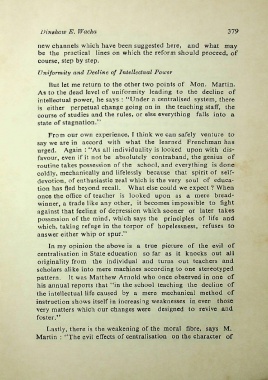 Dinshaw E. Wacha 379
new channels which have been suggested here, and what may
be the practical lines on which the reform should proceed, of
course, step by step.
Uniformity and Decline of Intellectual Power
But let me return to the other two points of Mon. Martin.
As to the dead level of uniformity leading to the decline of
intellectual power, he says : "Under a centralised system, there
is either perpetual change going on in the teaching staff, the
course of studies and the rules, or else everything falls into a
state of stagnation."
From our own experience, I think we can safely venture to
say we are in accord with what the learned Frenchman has
urged. Again : "As all individuality is looked upon with dis-
favour, even if it not be absolutely contraband, the genius of
routine takes possession of the school, and everything is done
coldly, mechanically and lifelessly because that spirit of self-
devotion, of enthusiastic zeal which is the very soul of educa-
tion has fled beyond recall. What else could we expect ? When
once the office of teacher is looked upon as a mere bread-
winner, a trade like any other, it becomes impossible to fight
against that feeling of depression which sooner or later takes
possession of the mind, which says the principles of life and
which, taking refuge in the torpor of hopelessness, refuses to
answer either whip or spur."
In my opinion the above is a true picture of the evil of
centralisation in State education so far as it knocks out all
originality from the individual and turns out teachers and
scholars alike into mere machines according to one stereotyped
pattern. It was Matthew Arnold who once observed in one of
his annual reports that "in the school teaching the decline of
the intellectual life caused by a mere mechanical method of
instruction shows itself in increasing weaknesses in even those
very matters which our changes were designed to revive and
foster."
Lastly, there is the weakening of the moral fibre, says M.
Martin : "The evil effects of centralisation on the character of